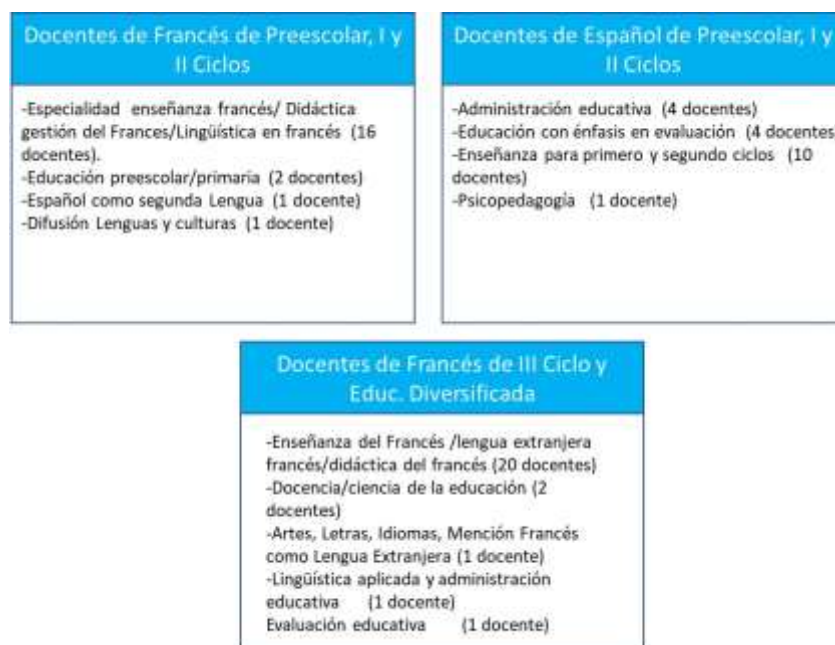 Docentes de Francés de Preescolar, I y
II Ciclos
-Especialidad enseñanza francés/ Didáctica
gestión del Frances/Lingüística en francés (16
docentes).
-Educación preescolar/primaria (2 docentes)
-Español como segunda Lengua (1 docente)
-Difusión Lenguas y culturas (1 docente)
Docentes de Español de Preescolar, I y
II Ciclos
-Administración educativa (4 docentes)
-Educación con énfasis en evaluación (4 docentes
-Enseñanza para primero y segundo ciclos (10
docentes)
-Psicopedagogía (1 docente)
Docentes de Francés de III Ciclo y
Educ. Diversificada
-Enseñanza del Francés /lengua extranjera
francés/didáctica del francés (20 docentes)
-Docencia/ciencia de la educación (2
docentes)
-Artes, Letras, Idiomas, Mención Francés
como Lengua Extranjera (1 docente)
-Lingüística aplicada y administración
educativa (1 docente)
Evaluación educativa (1 docente)